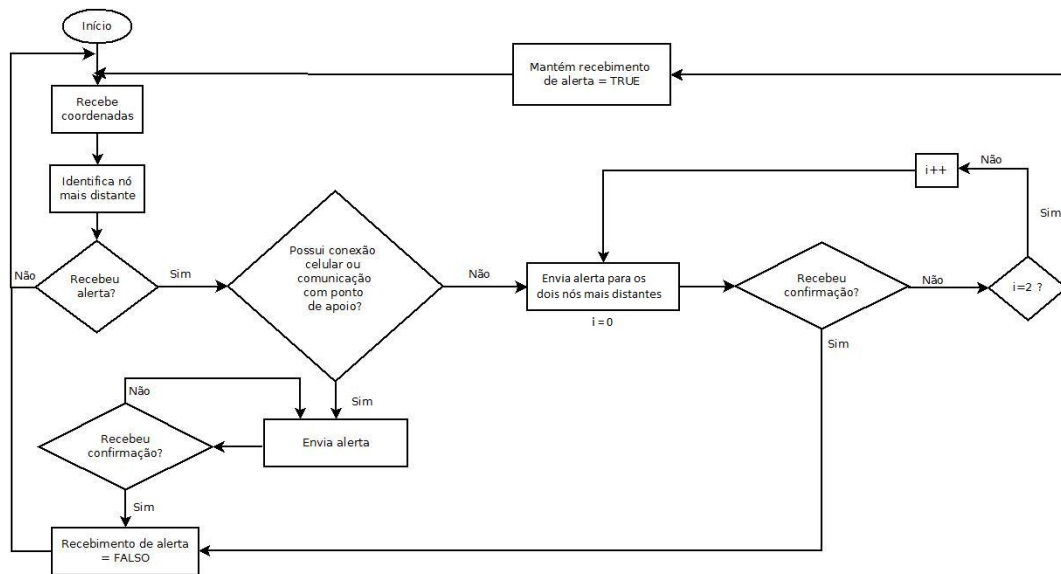 Início
Mantém recebimento
de alerta = TRUE
Recebe
coordenadas
Identifica nó
mais distante
i++
Não
Sim
Possui conexão
celular ou
comunicação
com ponto
de apoio?
Não
Recebeu
alerta?
Sim
Não
Envia alerta para os
dois nós mais distantes
i = 0
Recebeu
confirmação?
Não
i=2 ?
Sim
Sim
Não
Envia alerta
Recebeu
confirmação?
Sim
Recebimento de alerta
= FALSO